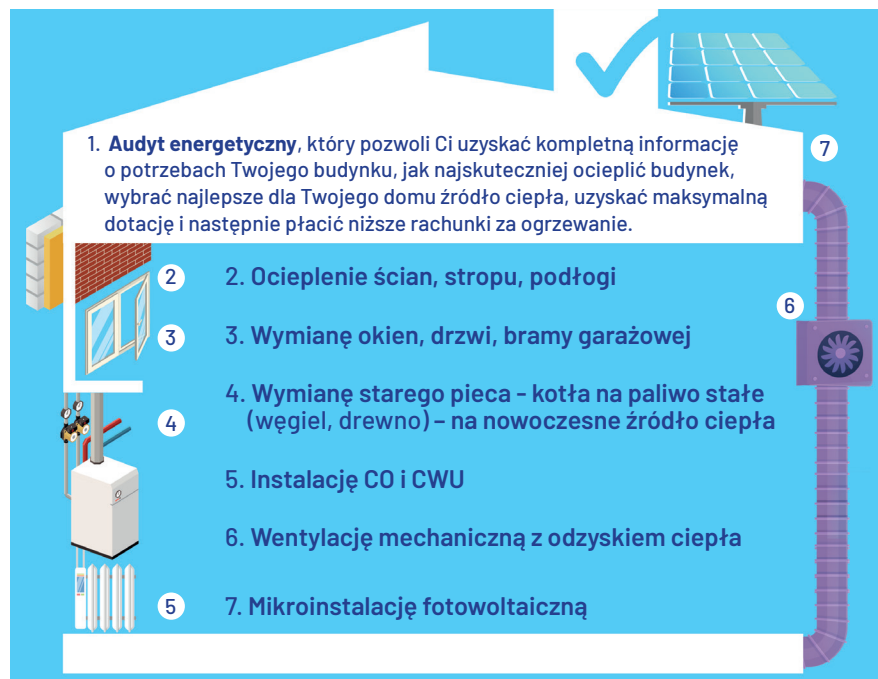 1. Audyt energetyczny, który pozwoli Ci uzyskać kompletną informację
o potrzebach Twojego budynku, jak najskuteczniej ocieplić budynek,
wybrać najlepsze dla Twojego domu źródło ciepła, uzyskać maksymalną
dotację i następnie płacić niższe rachunki za ogrzewanie.
7
2
2. Ocieplenie ścian, stropu, podłogi
6
3
3. Wymianę okien, drzwi, bramy garażowej
4. Wymianę starego pieca - kotła na paliwo stałe
4
(węgiel, drewno) – na nowoczesne źródło ciepła
5. Instalację CO i CWU
6. Wentylację mechaniczną z odzyskiem ciepła
5
7. Mikroinstalację fotowoltaiczną